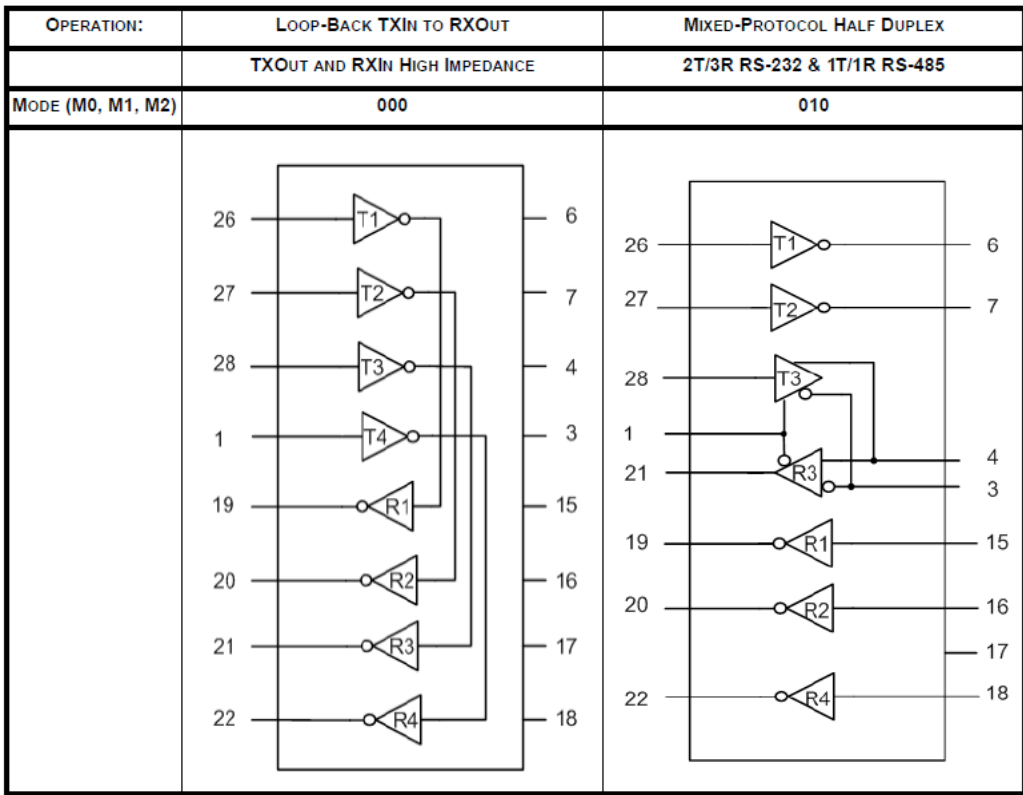 OPERATION: LOOP-BACK TXIN TO RXOUT MIXED-PROTOCOL HALF DUPLEX
TXOUT AND RXIN HIGH IMPEDANCE 2T/3R RS-232 & 1T/1R RS-485
MODE (M0, M1, M2) 000 010
26 T1 6
27 T2 7
28 T3 4
1 T4 3
19 R1 15
20 R2 16
21 R3 17
22 R4 18
26 T1 6
27 T2 7
28 T3
1
21 R3 4
3
19 R1 15
20 R2 16
17
22 R4 18